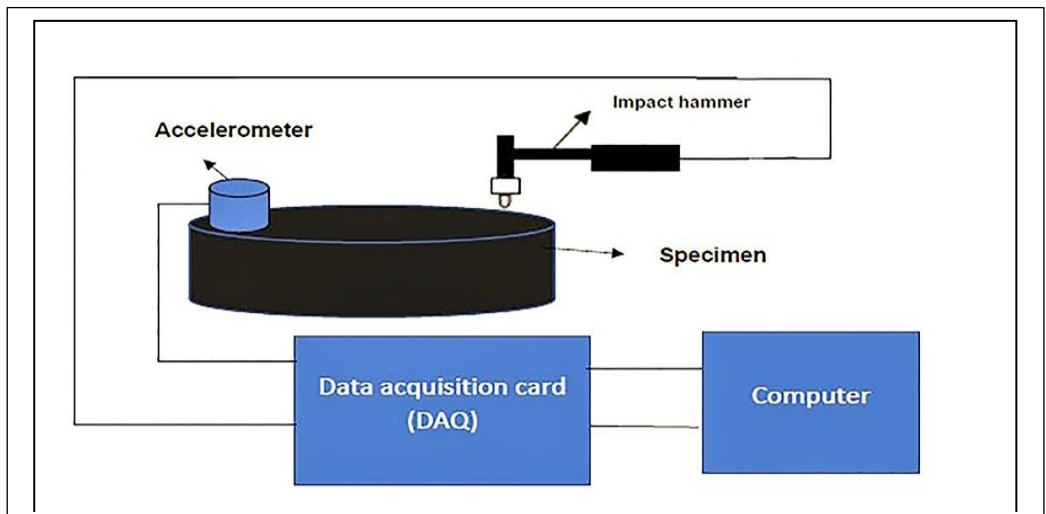 Impact hammer
Accelerometer
Specimen
Data acquisition card
(DAQ)
Computer